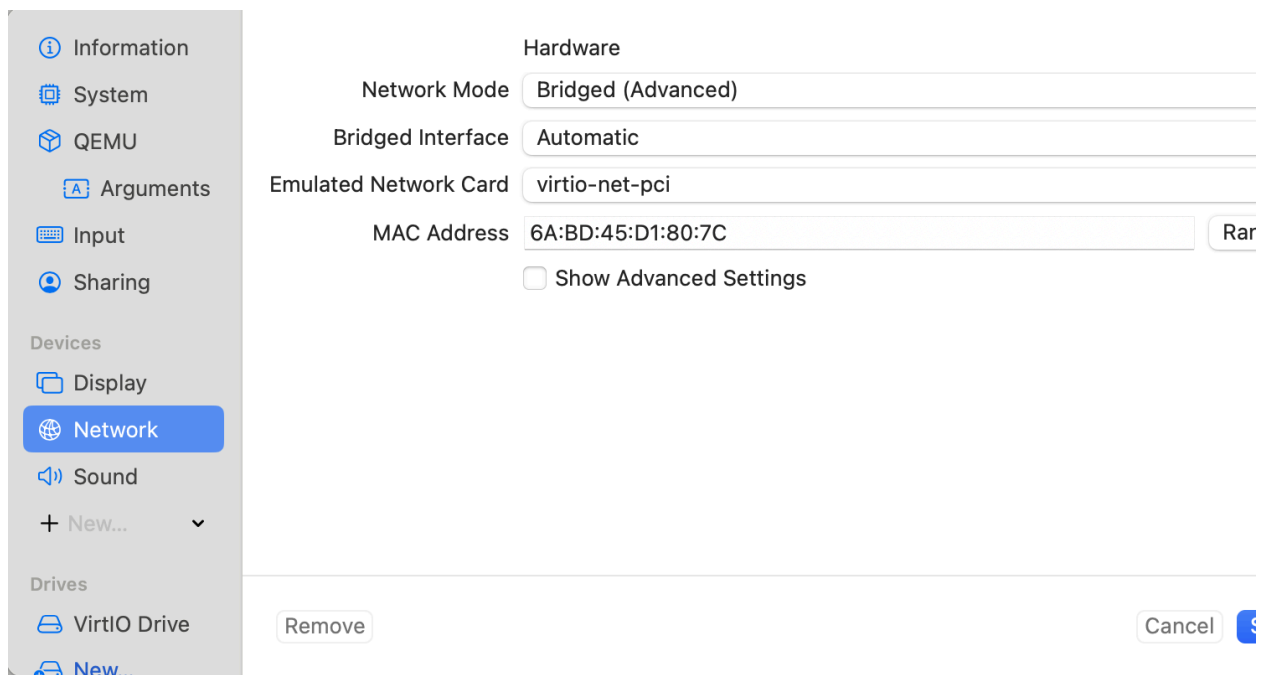 Information
System
QEMU
Arguments
Input
Sharing
Devices
Display
Network
Sound
New...
Drives
VirtIO Drive
New...
Hardware
Network Mode Bridged (Advanced)
Bridged Interface Automatic
Emulated Network Card virtio-net-pci
MAC Address 6A:BD:45:D1:80:7C
Show Advanced Settings
Remove
Cancel